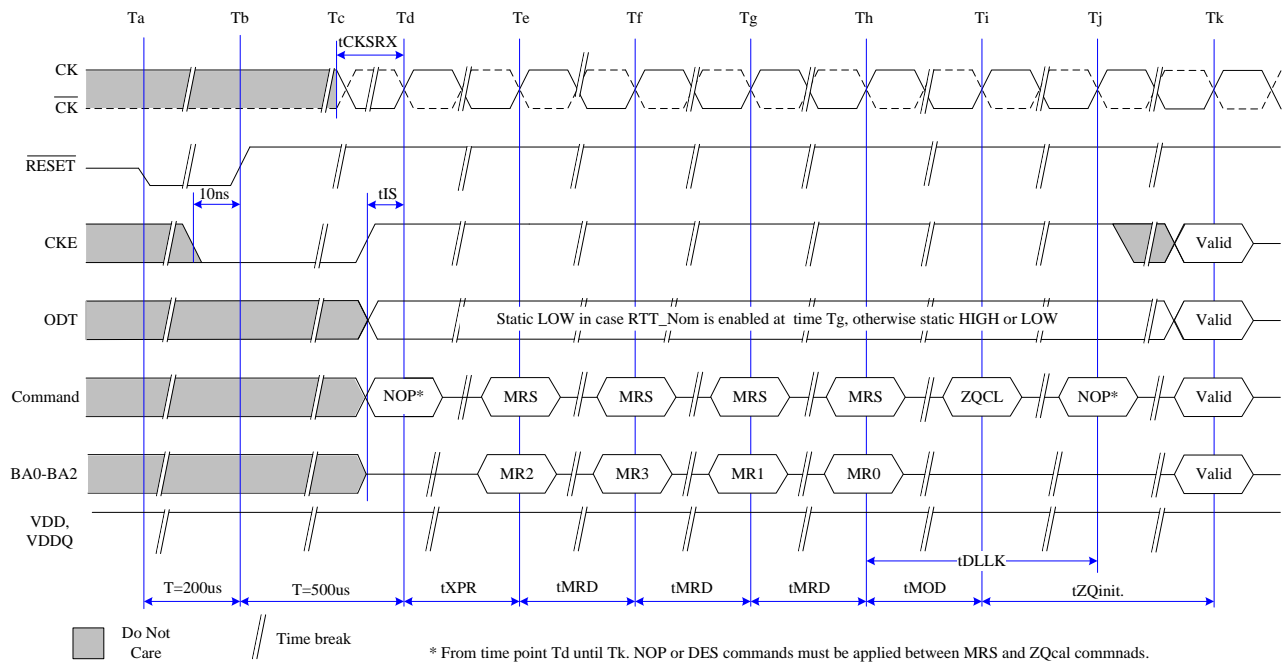 Ta Tb Tc Td Te Tf Tg Th Ti Tj Tk
tCKSRX
CK
CK
RESET
10ns
tIS
CKE
Valid
ODT
Static LOW in case RTT_Nom is enabled at time Tg, otherwise static HIGH or LOW
Valid
Command
NOP* MRS MRS MRS MRS ZQCL NOP* Valid
BA0-BA2
MR2 MR3 MR1 MR0 Valid
VDD,
VDDQ
tDLLK
T=200us T=500us tXPR tMRD tMRD tMRD tMOD tZQinit.
Do Not
Care
Time break
* From time point Td until Tk. NOP or DES commands must be applied between MRS and ZQcal commnads.